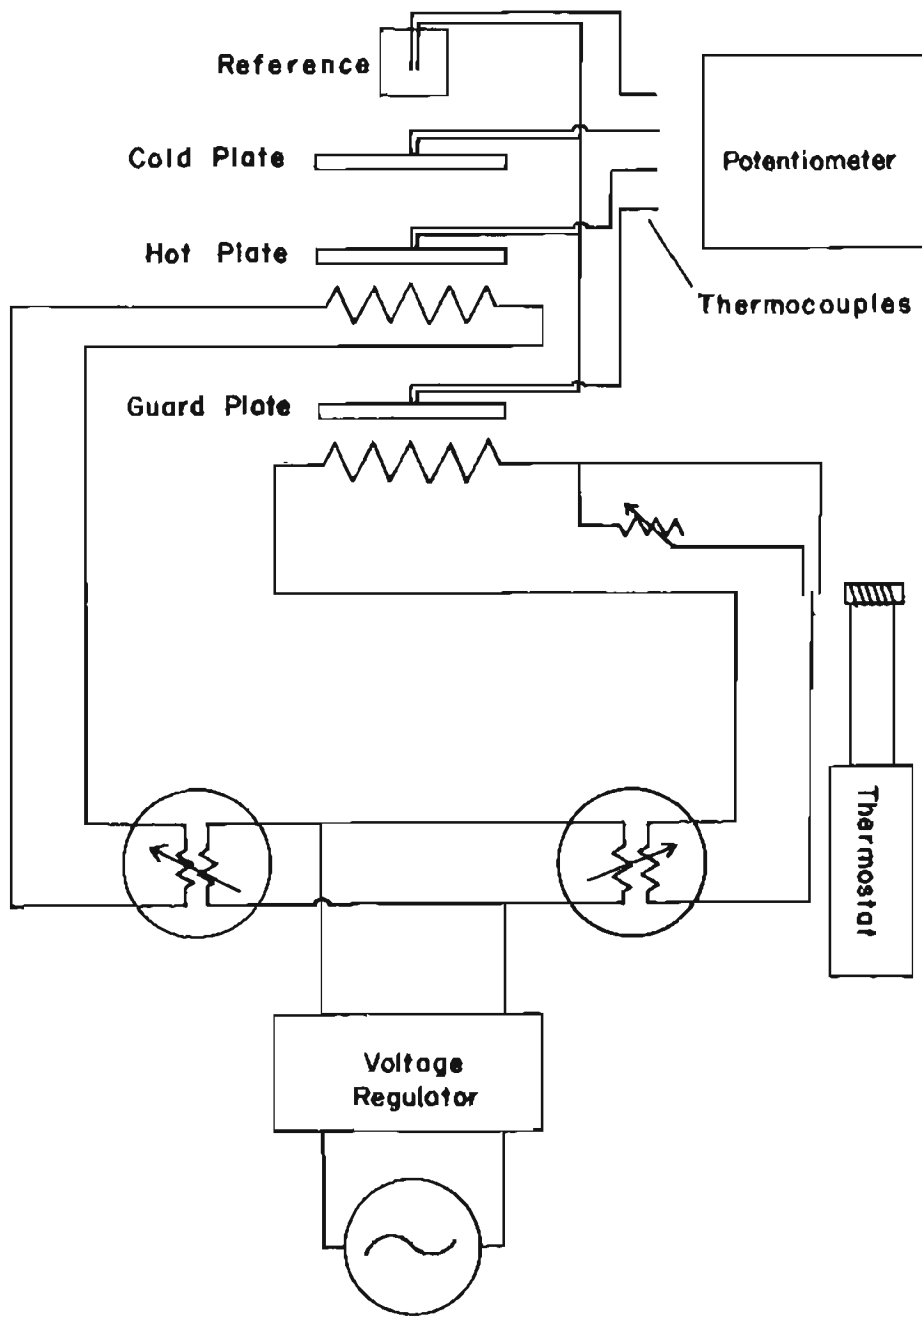 Reference
Cold Plate
Potentiometer
Hot Plate
Thermocouples
Guard Plate
Thermostat
Voltage
Regulator